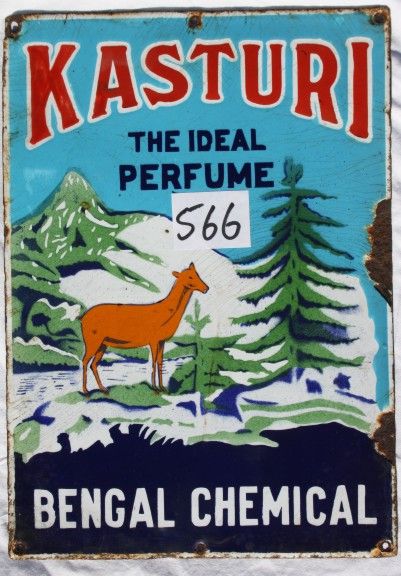 KASTURI
THE IDEAL
PERFUME
566
BENGAL CHEMICAL